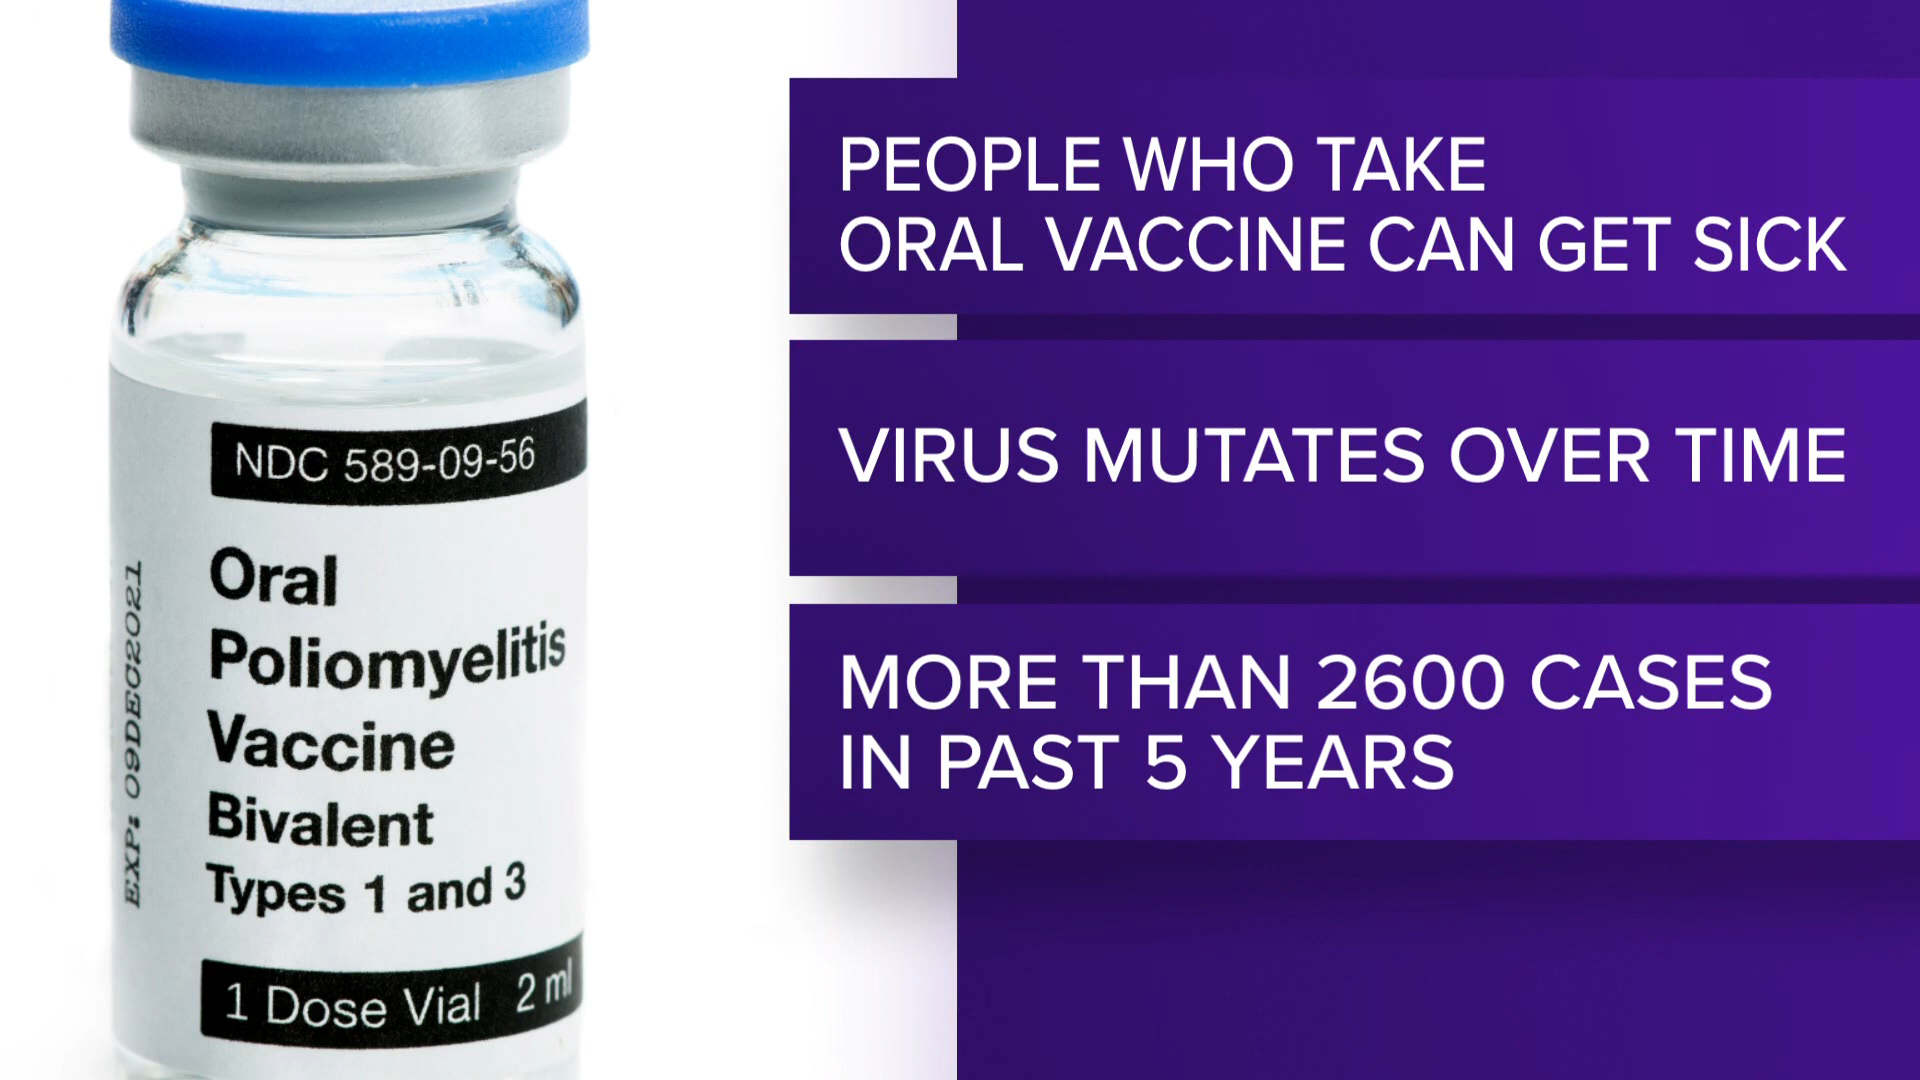 NDC 589-09-56
Oral
Poliomyelitis
Vaccine
Bivalent
Types 1 and 3
1 Dose Vial 2 ml
EXP: 09DEC2021
PEOPLE WHO TAKE
ORAL VACCINE CAN GET SICK
VIRUS MUTATES OVER TIME
MORE THAN 2600 CASES
IN PAST 5 YEARS